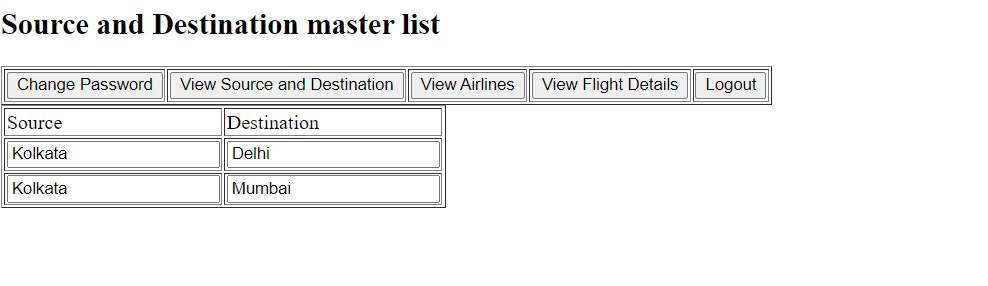 Source and Destination master list
Change Password View Source and Destination View Airlines View Flight Details Logout
Source Destination
Kolkata Delhi
Kolkata Mumbai